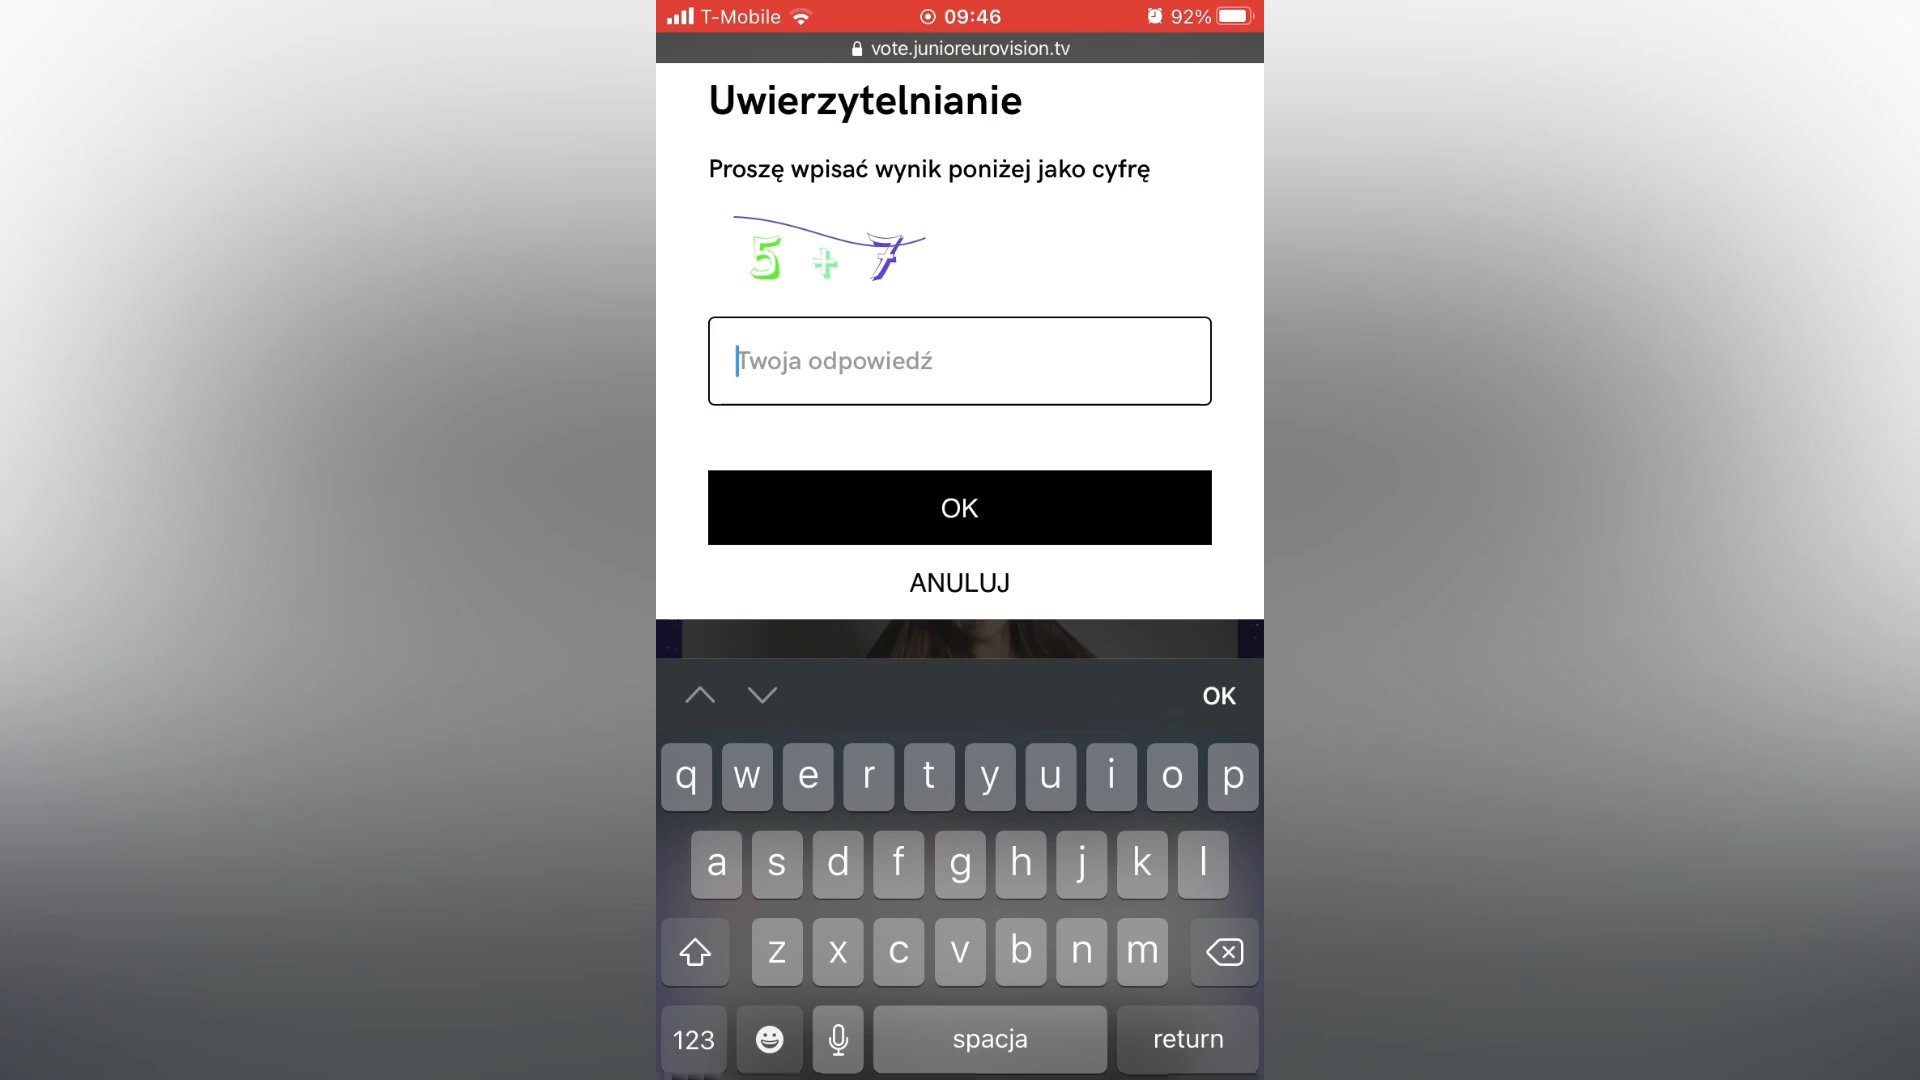 T-Mobile 09:46 92%
vote.junioreurovision.tv
Uwierzytelnianie
Proszę wpisać wynik poniżej jako cyfrę
5 + 7
Twoja odpowiedź
OK
ANULUJ
OK
q w e r t y u i o p
a s d f g h j k l
z x c v b n m
123 spacja return